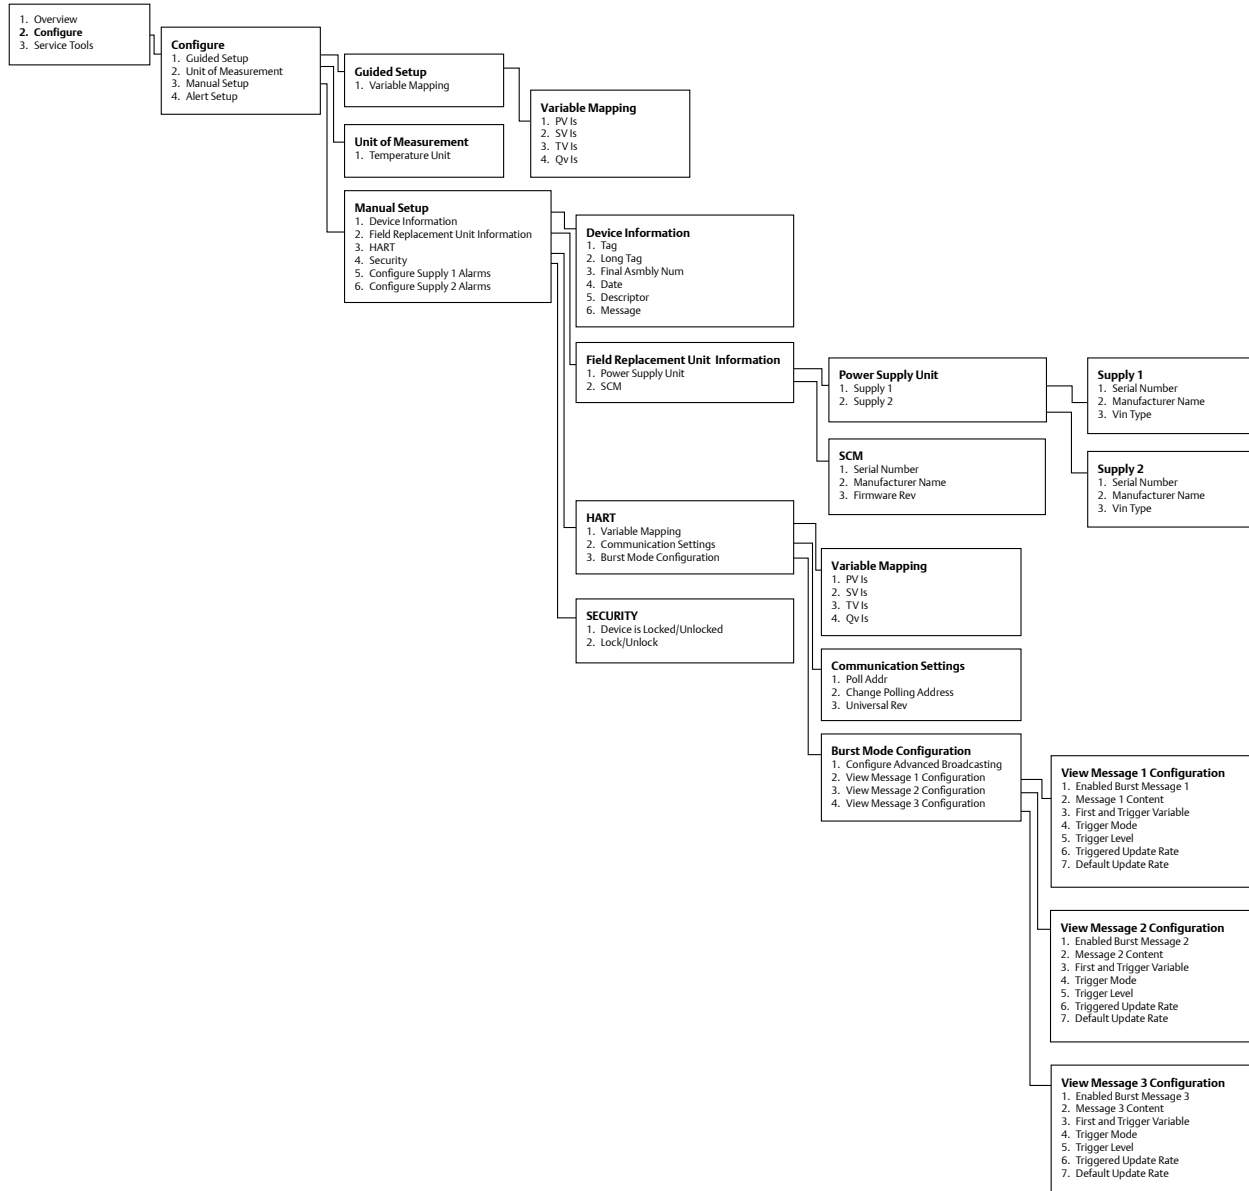 1. Overview
2. Configure
3. Service Tools
Configure
1. Guided Setup
2. Unit of Measurement
3. Manual Setup
4. Alert Setup
Guided Setup
1. Variable Mapping
Variable Mapping
1. PV Is
2. SV Is
3. TV Is
4. Qv Is
Unit of Measurement
1. Temperature Unit
Manual Setup
1. Device Information
2. Field Replacement Unit Information
3. HART
4. Security
5. Configure Supply 1 Alarms
6. Configure Supply 2 Alarms
Device Information
1. Tag
2. Long Tag
3. Final Asmbly Num
4. Date
5. Descriptor
6. Message
Field Replacement Unit Information
1. Power Supply Unit
2. SCM
Power Supply Unit
1. Supply 1
2. Supply 2
Supply 1
1. Serial Number
2. Manufacturer Name
3. Vin Type
SCM
1. Serial Number
2. Manufacturer Name
3. Firmware Rev
Supply 2
1. Serial Number
2. Manufacturer Name
3. Vin Type
HART
1. Variable Mapping
2. Communication Settings
3. Burst Mode Configuration
Variable Mapping
1. PV Is
2. SV Is
3. TV Is
4. Qv Is
SECURITY
1. Device is Locked/Unlocked
2. Lock/Unlock
Communication Settings
1. Poll Addr
2. Change Polling Address
3. Universal Rev
Burst Mode Configuration
1. Configure Advanced Broadcasting
2. View Message 1 Configuration
3. View Message 2 Configuration
4. View Message 3 Configuration
View Message 1 Configuration
1. Enabled Burst Message 1
2. Message 1 Content
3. First and Trigger Variable
4. Trigger Mode
5. Trigger Level
6. Triggered Update Rate
7. Default Update Rate
View Message 2 Configuration
1. Enabled Burst Message 2
2. Message 2 Content
3. First and Trigger Variable
4. Trigger Mode
5. Trigger Level
6. Triggered Update Rate
7. Default Update Rate
View Message 3 Configuration
1. Enabled Burst Message 3
2. Message 3 Content
3. First and Trigger Variable
4. Trigger Mode
5. Trigger Level
6. Triggered Update Rate
7. Default Update Rate